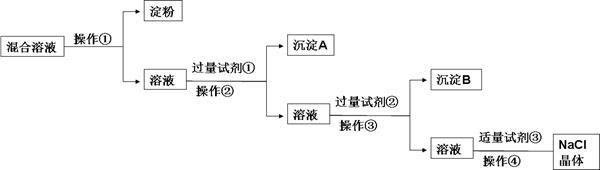 淀粉
混合溶液
操作①
沉淀A
溶液
过量试剂①
操作②
沉淀B
溶液
过量试剂②
操作③
溶液
适量试剂③
操作④
NaCl
晶体